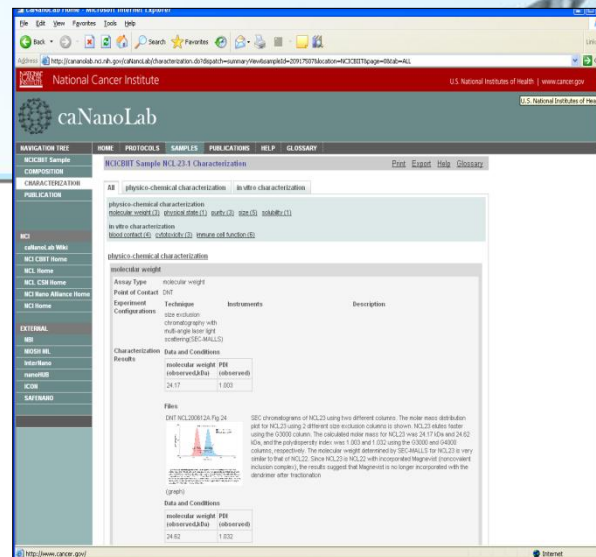 caNanoLab Home - Microsoft Internet Explorer
File Edit View Favorites Tools Help
Back Search Favorites
Address http://cananolab.nci.nih.gov/caNanoLab/characterization.do?dispatch=summaryView&sampleId=20917507&location=NCICBIIT&page=0&tab=ALL
National Cancer Institute
U.S. National Institutes of Health | www.cancer.gov
U.S. National Institutes of Hea
caNanoLab
NAVIGATION TREE
HOME PROTOCOLS SAMPLES PUBLICATIONS HELP GLOSSARY
NCICBIIT Sample
COMPOSITION
CHARACTERIZATION
PUBLICATION
NCI
caNanoLab Wiki
NCI CBIIT Home
NCL Home
NCL CSN Home
NCI Nano Alliance Home
NCI Home
EXTERNAL
NBI
NIOSH NIL
InterNano
nanoHUB
ICON
SAFENANO
NCICBIIT Sample NCL-23-1 Characterization
Print Export Help Glossary
All physico-chemical characterization in vitro characterization
physico-chemical characterization
molecular weight (3) physical state (1) purity (3) size (5) solubility (1)
in vitro characterization
blood contact (4) cytotoxicity (3) immune cell function (6)
physico-chemical characterization
molecular weight
Assay Type molecular weight
Point of Contact DNT
Experiment Configurations
Technique Instruments Description
size exclusion
chromatography with
multi-angle laser light
scattering(SEC-MALLS)
Characterization Results
Data and Conditions
molecular weight (observed,kDa) PDI (observed)
24.17 1.003
Files
DNT NCL200612A Fig 24
SEC chromatograms of NCL23 using two different columns. The molar mass distribution
plot for NCL23 using 2 different size exclusion columns is shown. NCL23 elutes faster
using the G3000 column. The calculated molar mass for NCL23 was 24.17 kDa and 24.62
kDa, and the polydispersity index was 1.003 and 1.032 using the G3000 and G4000
columns, respectively. The molecular weight determined by SEC-MALLS for NCL23 is very
similar to that of NCL22. Since NCL23 is NCL22 with incorporated Magnevist (noncovalent
inclusion complex), the results suggest that Magnevist is no longer incorporated with the
dendrimer after fractionation
(graph)
Data and Conditions
molecular weight (observed,kDa) PDI (observed)
24.62 1.032
http://www.cancer.gov/
Internet